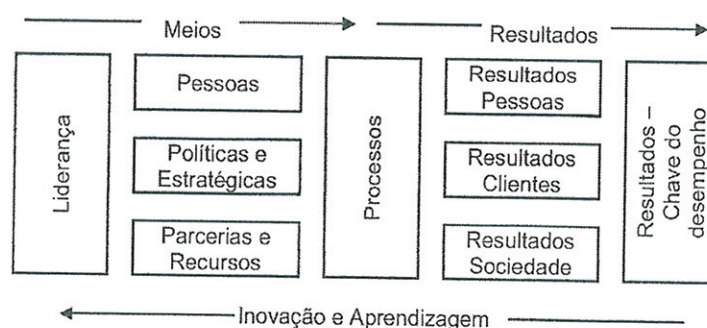 Meios
Resultados
Liderança
Pessoas
Políticas e
Estratégicas
Parcerias e
Recursos
Processos
Resultados
Pessoas
Resultados
Clientes
Resultados
Sociedade
Resultados –
Chave do
desempenho
Inovação e Aprendizagem